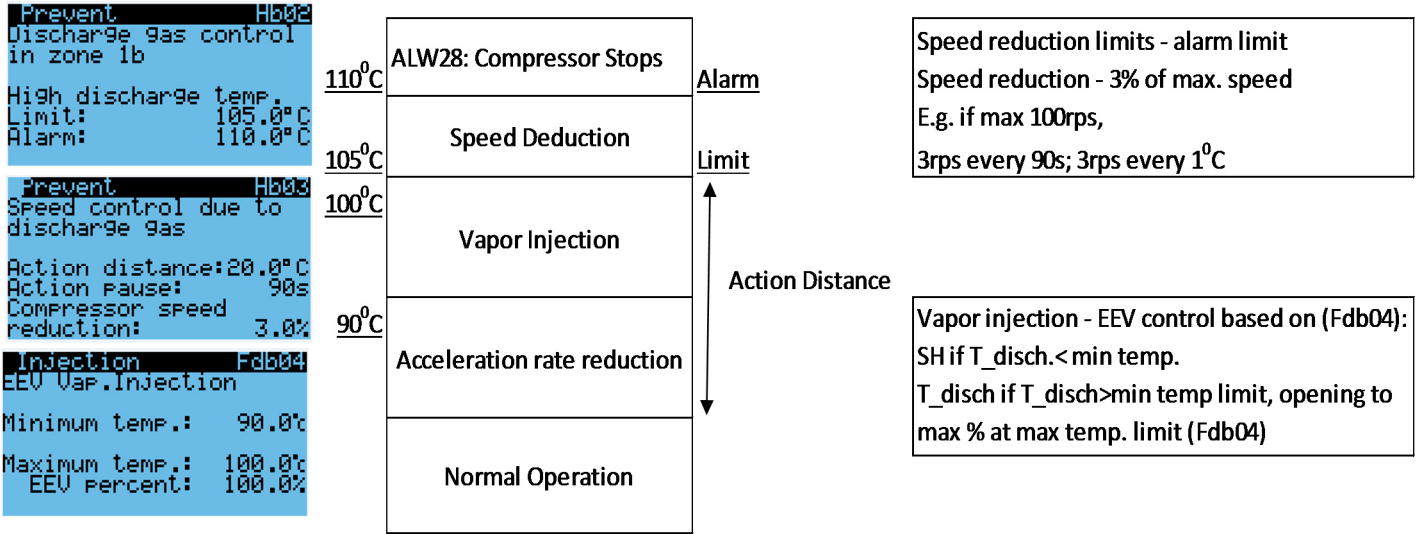 Prevent Hb02
Discharge gas control
in zone 1b
High discharge temp.
Limit: 105.0°C
Alarm: 110.0°C
Prevent Hb03
Speed control due to
discharge gas
Action distance:20.0°C
Action pause: 90s
Compressor speed
reduction: 3.0%
Injection Fdb04
EEV Vap.Injection
Minimum temp.: 90.0°c
Maximum temp.: 100.0°c
EEV percent: 100.0%
ALW28: Compressor Stops
110⁰C
Alarm
Speed Deduction
105⁰C
Limit
100⁰C
Vapor Injection
Action Distance
90⁰C
Acceleration rate reduction
Normal Operation
Speed reduction limits - alarm limit
Speed reduction - 3% of max. speed
E.g. if max 100rps,
3rps every 90s; 3rps every 1⁰C
Vapor injection - EEV control based on (Fdb04):
SH if T_disch.< min temp.
T_disch if T_disch>min temp limit, opening to
max % at max temp. limit (Fdb04)